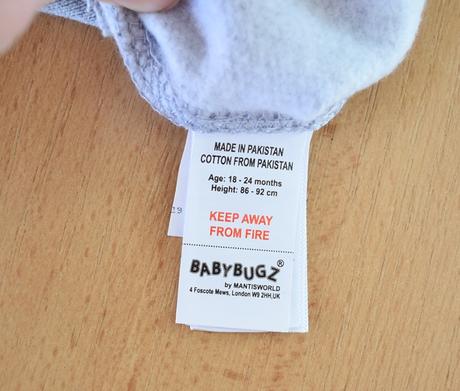 MADE IN PAKISTAN
COTTON FROM PAKISTAN
Age: 18 - 24 months
Height: 86 - 92 cm
KEEP AWAY
FROM FIRE
BABYBUGZ®
by MANTISWORLD
4 Foscote Mews, London W9 2HH,UK